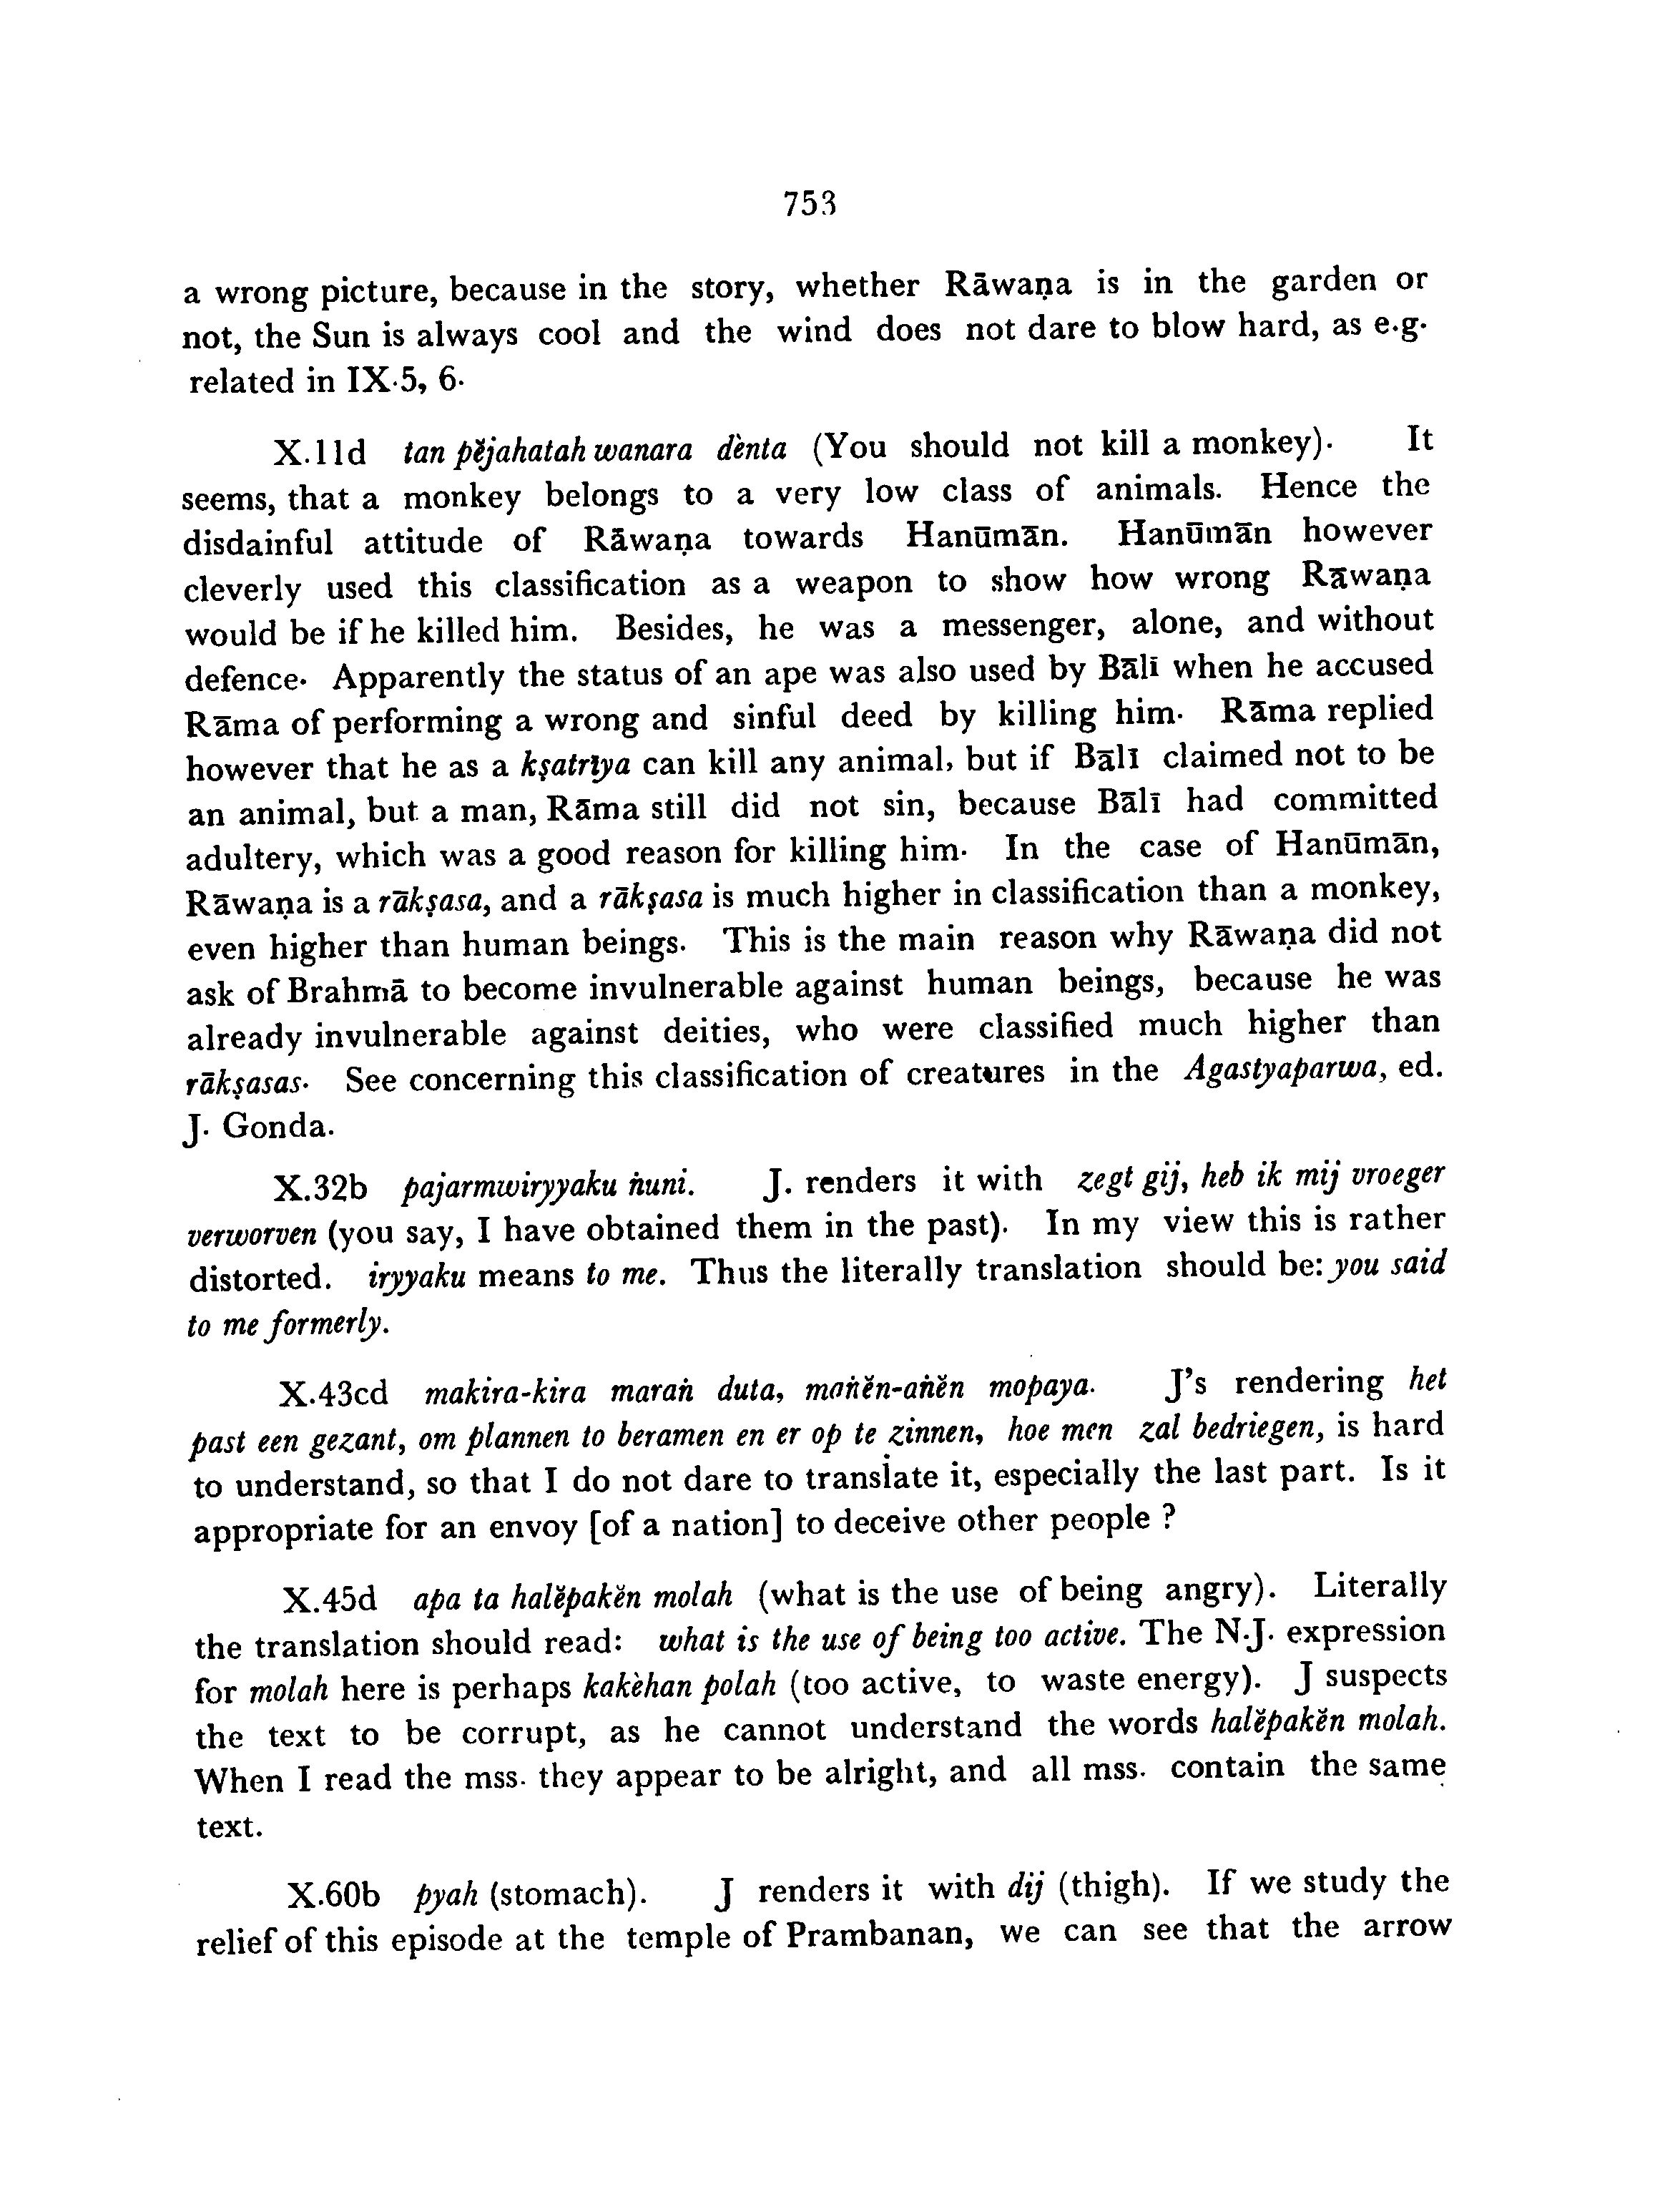 753
a wrong picture, because in the story, whether Rāwaṇa is in the garden or
not, the Sun is always cool and the wind does not dare to blow hard, as e.g.
related in IX.5, 6.
X.11d tan pĕjahatah wanara dènta (You should not kill a monkey). It
seems, that a monkey belongs to a very low class of animals. Hence the
disdainful attitude of Rāwaṇa towards Hanūmān. Hanūmān however
cleverly used this classification as a weapon to show how wrong Rāwaṇa
would be if he killed him. Besides, he was a messenger, alone, and without
defence. Apparently the status of an ape was also used by Bālī when he accused
Rāma of performing a wrong and sinful deed by killing him. Rāma replied
however that he as a kṣatrīya can kill any animal, but if Bālī claimed not to be
an animal, but a man, Rāma still did not sin, because Bālī had committed
adultery, which was a good reason for killing him. In the case of Hanūmān,
Rāwaṇa is a rākṣasa, and a rākṣasa is much higher in classification than a monkey,
even higher than human beings. This is the main reason why Rāwaṇa did not
ask of Brahmā to become invulnerable against human beings, because he was
already invulnerable against deities, who were classified much higher than
rākṣasas. See concerning this classification of creatures in the Agastyaparwa, ed.
J. Gonda.
X.32b pajarmwiryyaku ṅuni. J. renders it with zegt gij, heb ik mij vroeger
verworven (you say, I have obtained them in the past). In my view this is rather
distorted. iryyaku means to me. Thus the literally translation should be: you said
to me formerly.
X.43cd makira-kira maraṅ duta, maṅĕn-aṅĕn mopaya. J's rendering het
past een gezant, om plannen to beramen en er op te zinnen, hoe men zal bedriegen, is hard
to understand, so that I do not dare to translate it, especially the last part. Is it
appropriate for an envoy [of a nation] to deceive other people ?
X.45d apa ta halĕpakĕn molah (what is the use of being angry). Literally
the translation should read: what is the use of being too active. The N.J. expression
for molah here is perhaps kakèhan polah (too active, to waste energy). J suspects
the text to be corrupt, as he cannot understand the words halĕpakĕn molah.
When I read the mss. they appear to be alright, and all mss. contain the same
text.
X.60b pyah (stomach). J renders it with dij (thigh). If we study the
relief of this episode at the temple of Prambanan, we can see that the arrow